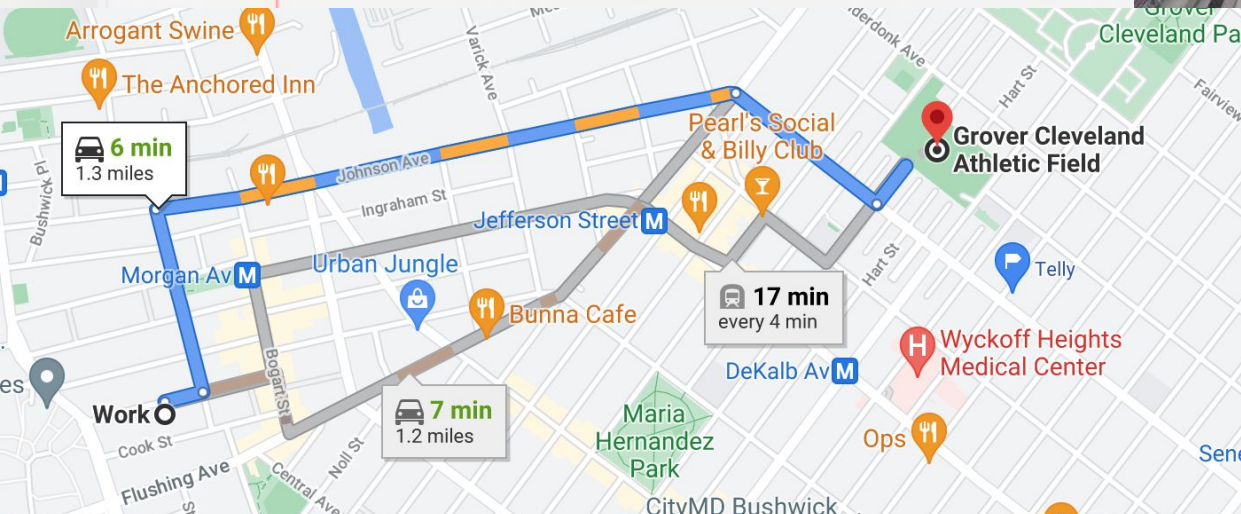 Arrogant Swine
The Anchored Inn
6 min
1.3 miles
Bushwick Pl
Varick Ave
Johnson Ave
Ingraham St
Grover
Cleveland Pa
Hart St
Fairview
Pearl's Social
& Billy Club
Grover Cleveland
Athletic Field
Jefferson Street M
Morgan Av M
Urban Jungle
Hart St
Telly
17 min
every 4 min
Bunna Cafe
Wyckoff Heights
Medical Center
H
DeKalb Av M
Bogart St
7 min
1.2 miles
es
Work
Cook St
Maria
Hernandez
Park
Ops
Flushing Ave
Noll St
Central Ave
Sene
CityMD Bushwick